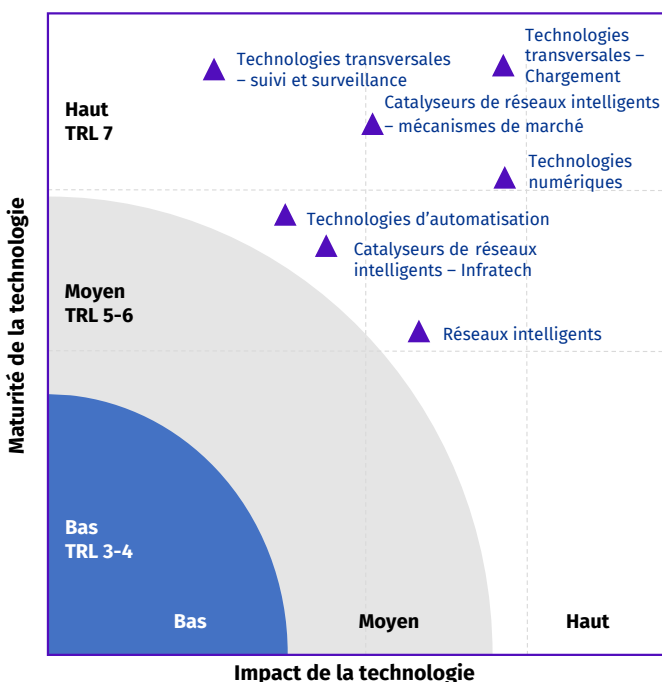 Technologies transversales
– suivi et surveillance
Technologies
transversales –
Chargement
Haut
TRL 7
Catalyseurs de réseaux intelligents
– mécanismes de marché
Technologies
numériques
Technologies d’automatisation
Catalyseurs de réseaux
intelligents – Infratech
Moyen
TRL 5-6
Réseaux intelligents
Maturité de la technologie
Bas
TRL 3-4
Bas
Moyen
Haut
Impact de la technologie